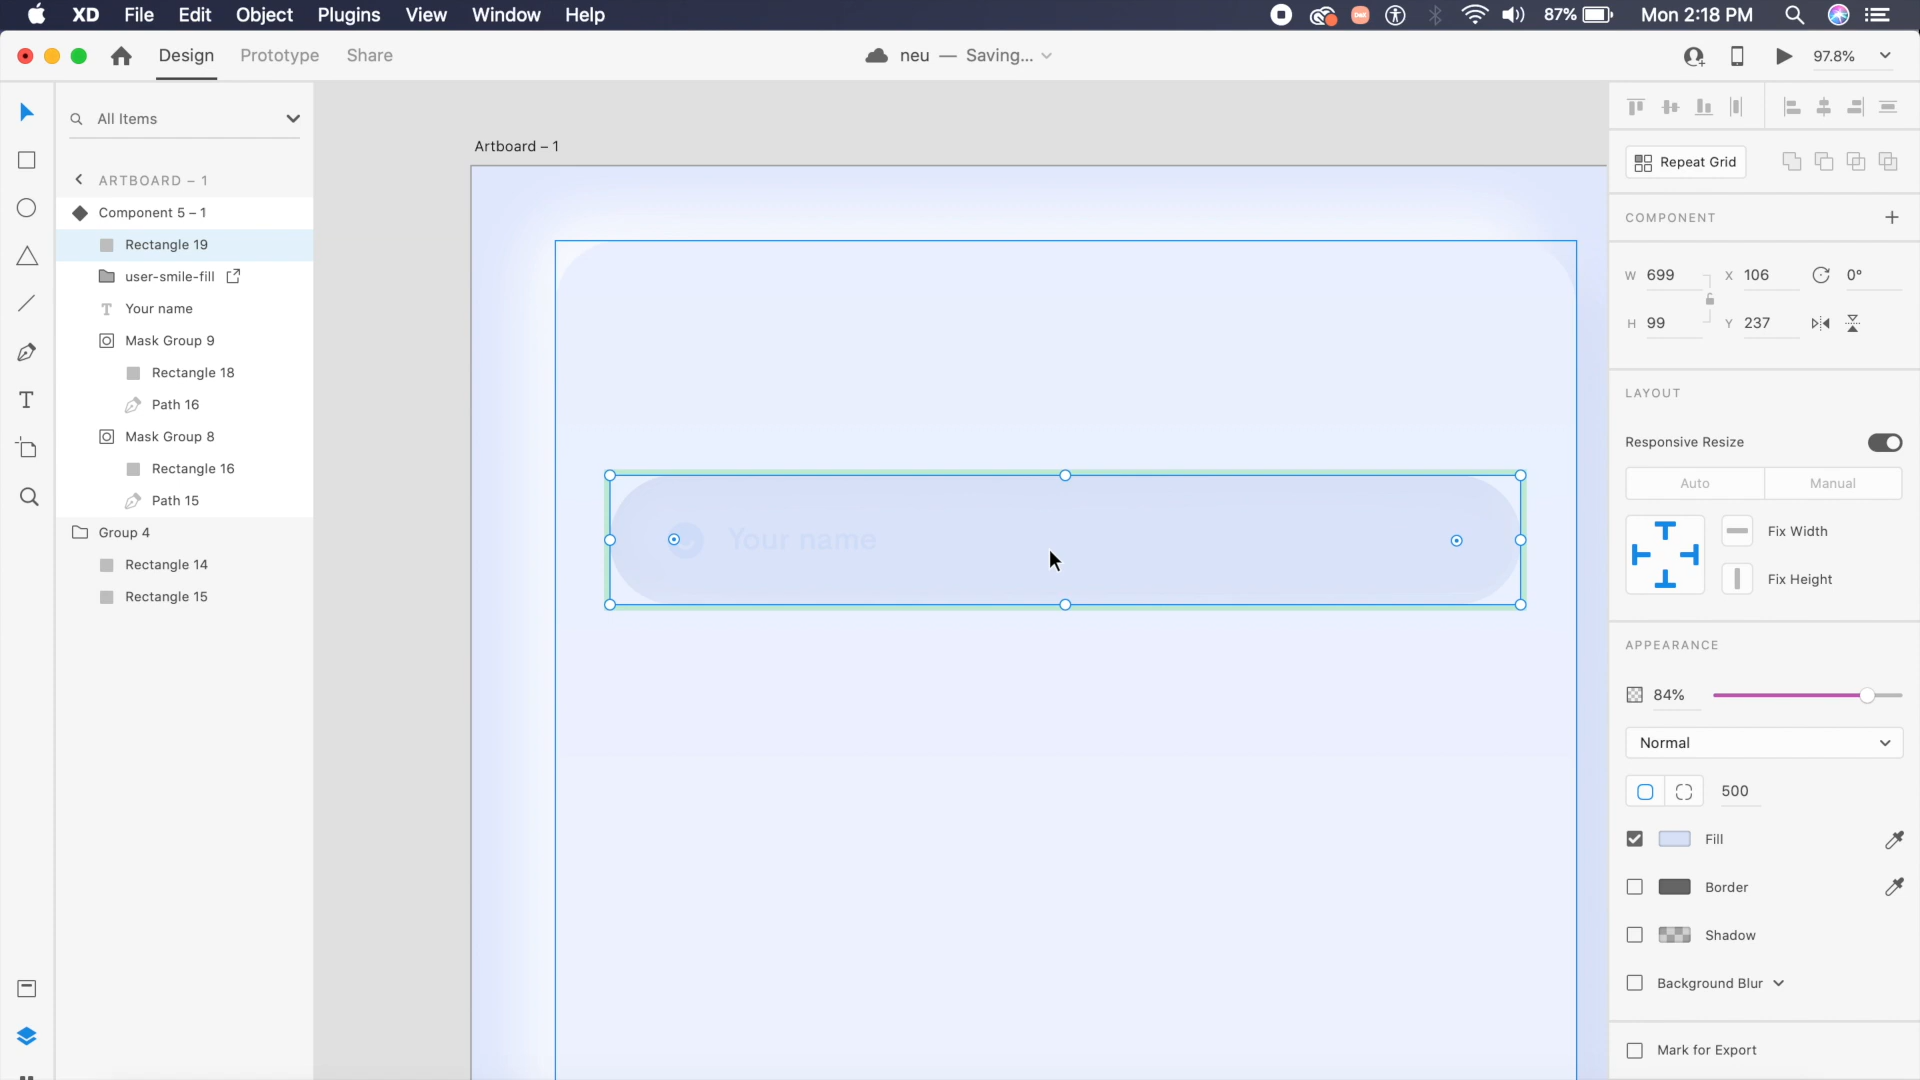 XD File Edit Object Plugins View Window Help
87% Mon 2:18 PM
Design Prototype Share
neu — Saving...
97.8%
All Items
ARTBOARD – 1
Component 5 – 1
Rectangle 19
user-smile-fill
Your name
Mask Group 9
Rectangle 18
Path 16
Mask Group 8
Rectangle 16
Path 15
Group 4
Rectangle 14
Rectangle 15
Artboard – 1
Your name
Repeat Grid
COMPONENT
W 699 X 106 0°
H 99 Y 237
LAYOUT
Responsive Resize
Auto Manual
Fix Width
Fix Height
APPEARANCE
84%
Normal
500
Fill
Border
Shadow
Background Blur
Mark for Export